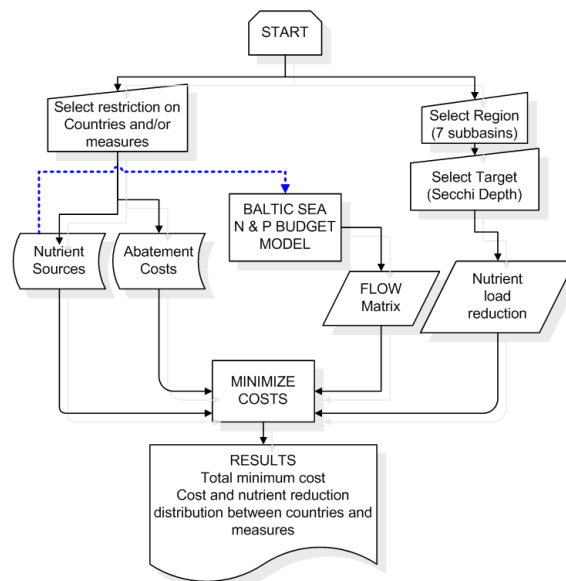 START
Select restriction on
Countries and/or
measures
Select Region
(7 subbasins)
Select Target
(Secchi Depth)
BALTIC SEA
N & P BUDGET
MODEL
Nutrient
Sources
Abatement
Costs
FLOW
Matrix
Nutrient
load
reduction
MINIMIZE
COSTS
RESULTS
Total minimum cost
Cost and nutrient reduction
distribution between countries and
measures